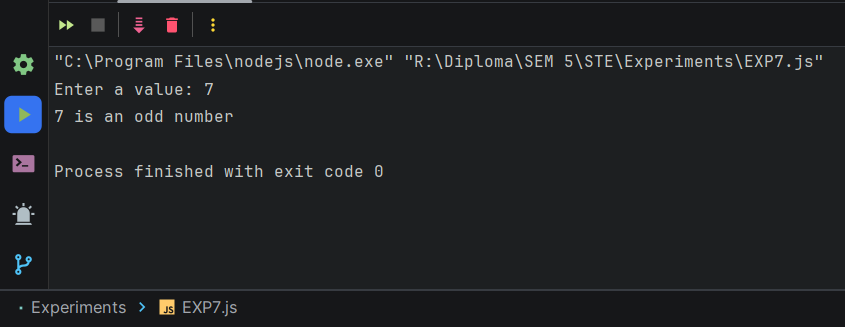 "C:\Program Files\nodejs\node.exe" "R:\Diploma\SEM 5\STE\Experiments\EXP7.js"
Enter a value: 7
7 is an odd number
Process finished with exit code 0
Experiments > JS EXP7.js